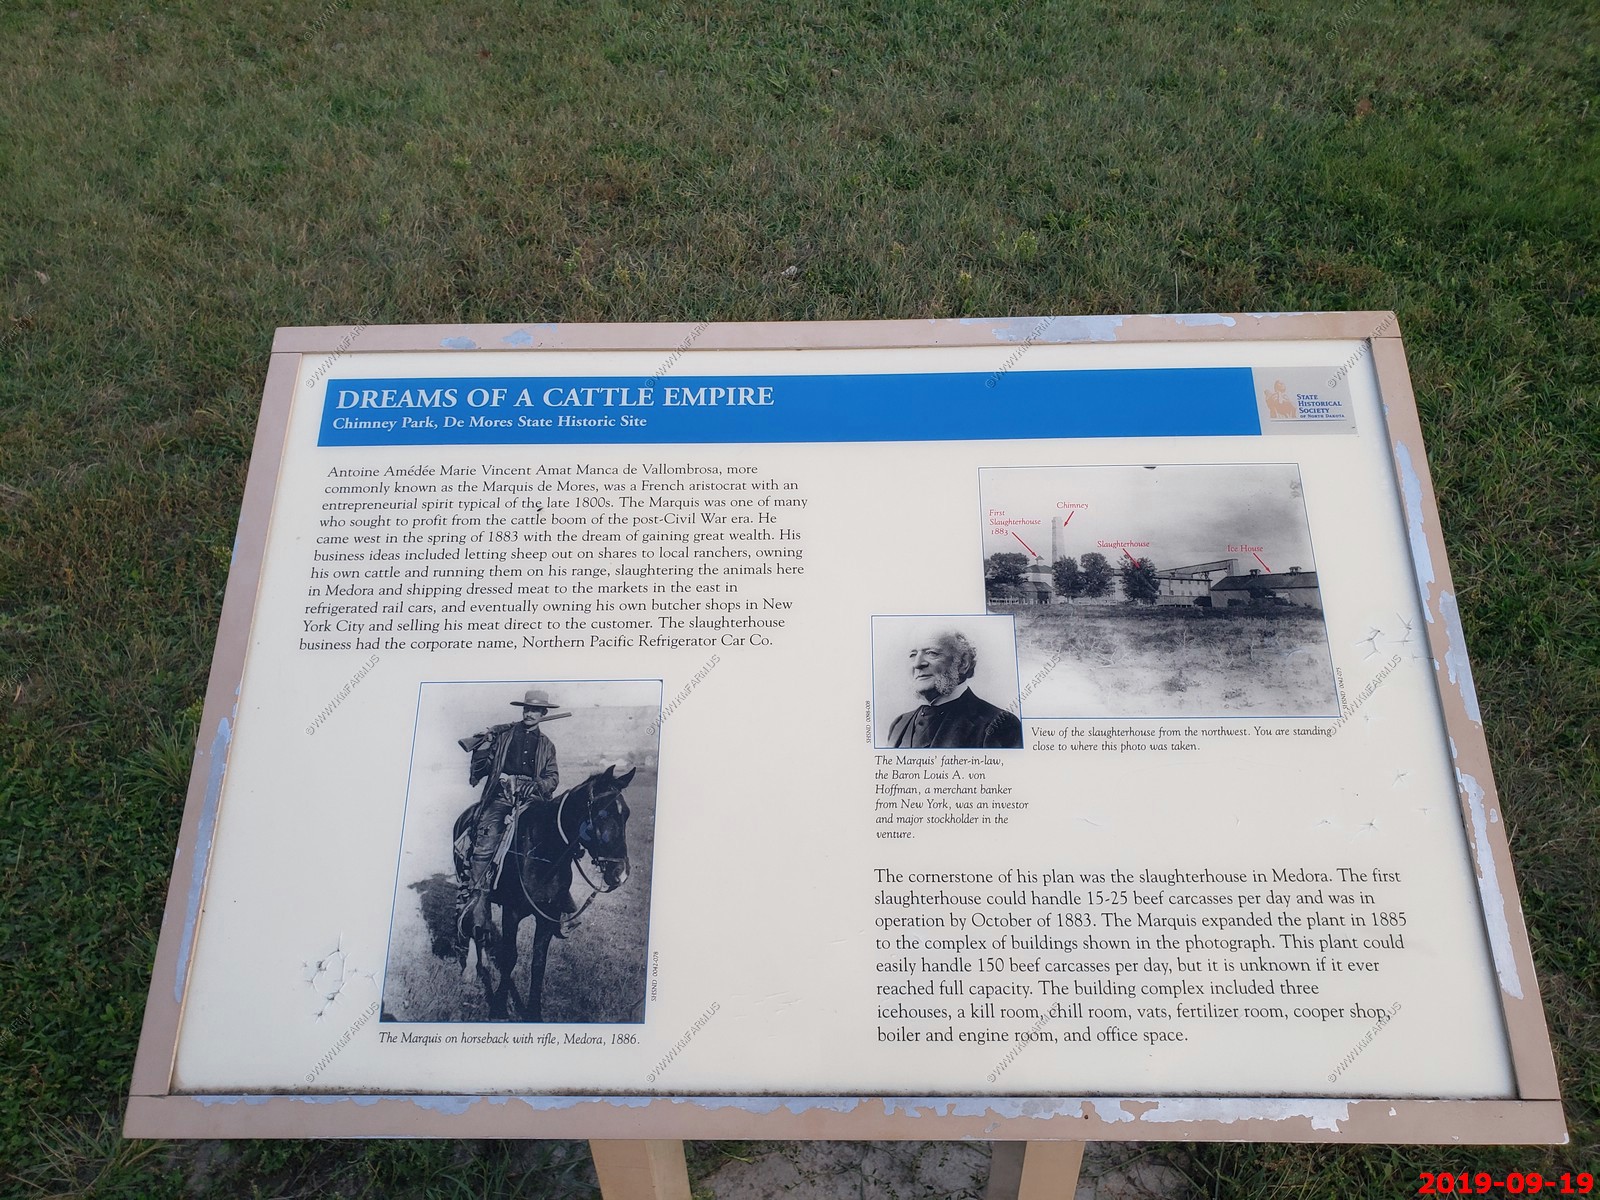 DREAMS OF A CATTLE EMPIRE
Chimney Park, De Mores State Historic Site
STATE
HISTORICAL
SOCIETY
OF NORTH DAKOTA
Antoine Amédée Marie Vincent Amat Manca de Vallombrosa, more
commonly known as the Marquis de Mores, was a French aristocrat with an
entrepreneurial spirit typical of the late 1800s. The Marquis was one of many
who sought to profit from the cattle boom of the post-Civil War era. He
came west in the spring of 1883 with the dream of gaining great wealth. His
business ideas included letting sheep out on shares to local ranchers, owning
his own cattle and running them on his range, slaughtering the animals here
in Medora and shipping dressed meat to the markets in the east in
refrigerated rail cars, and eventually owning his own butcher shops in New
York City and selling his meat direct to the customer. The slaughterhouse
business had the corporate name, Northern Pacific Refrigerator Car Co.
SHSND 0042-078
The Marquis on horseback with rifle, Medora, 1886.
First
Slaughterhouse
1883
Chimney
Slaughterhouse
Ice House
SHSND 0042-075
View of the slaughterhouse from the northwest. You are standing
close to where this photo was taken.
The Marquis' father-in-law,
the Baron Louis A. von
Hoffman, a merchant banker
from New York, was an investor
and major stockholder in the
venture.
The cornerstone of his plan was the slaughterhouse in Medora. The first
slaughterhouse could handle 15-25 beef carcasses per day and was in
operation by October of 1883. The Marquis expanded the plant in 1885
to the complex of buildings shown in the photograph. This plant could
easily handle 150 beef carcasses per day, but it is unknown if it ever
reached full capacity. The building complex included three
icehouses, a kill room, chill room, vats, fertilizer room, cooper shop,
boiler and engine room, and office space.
©WWW.KMFARM.US
2019-09-19